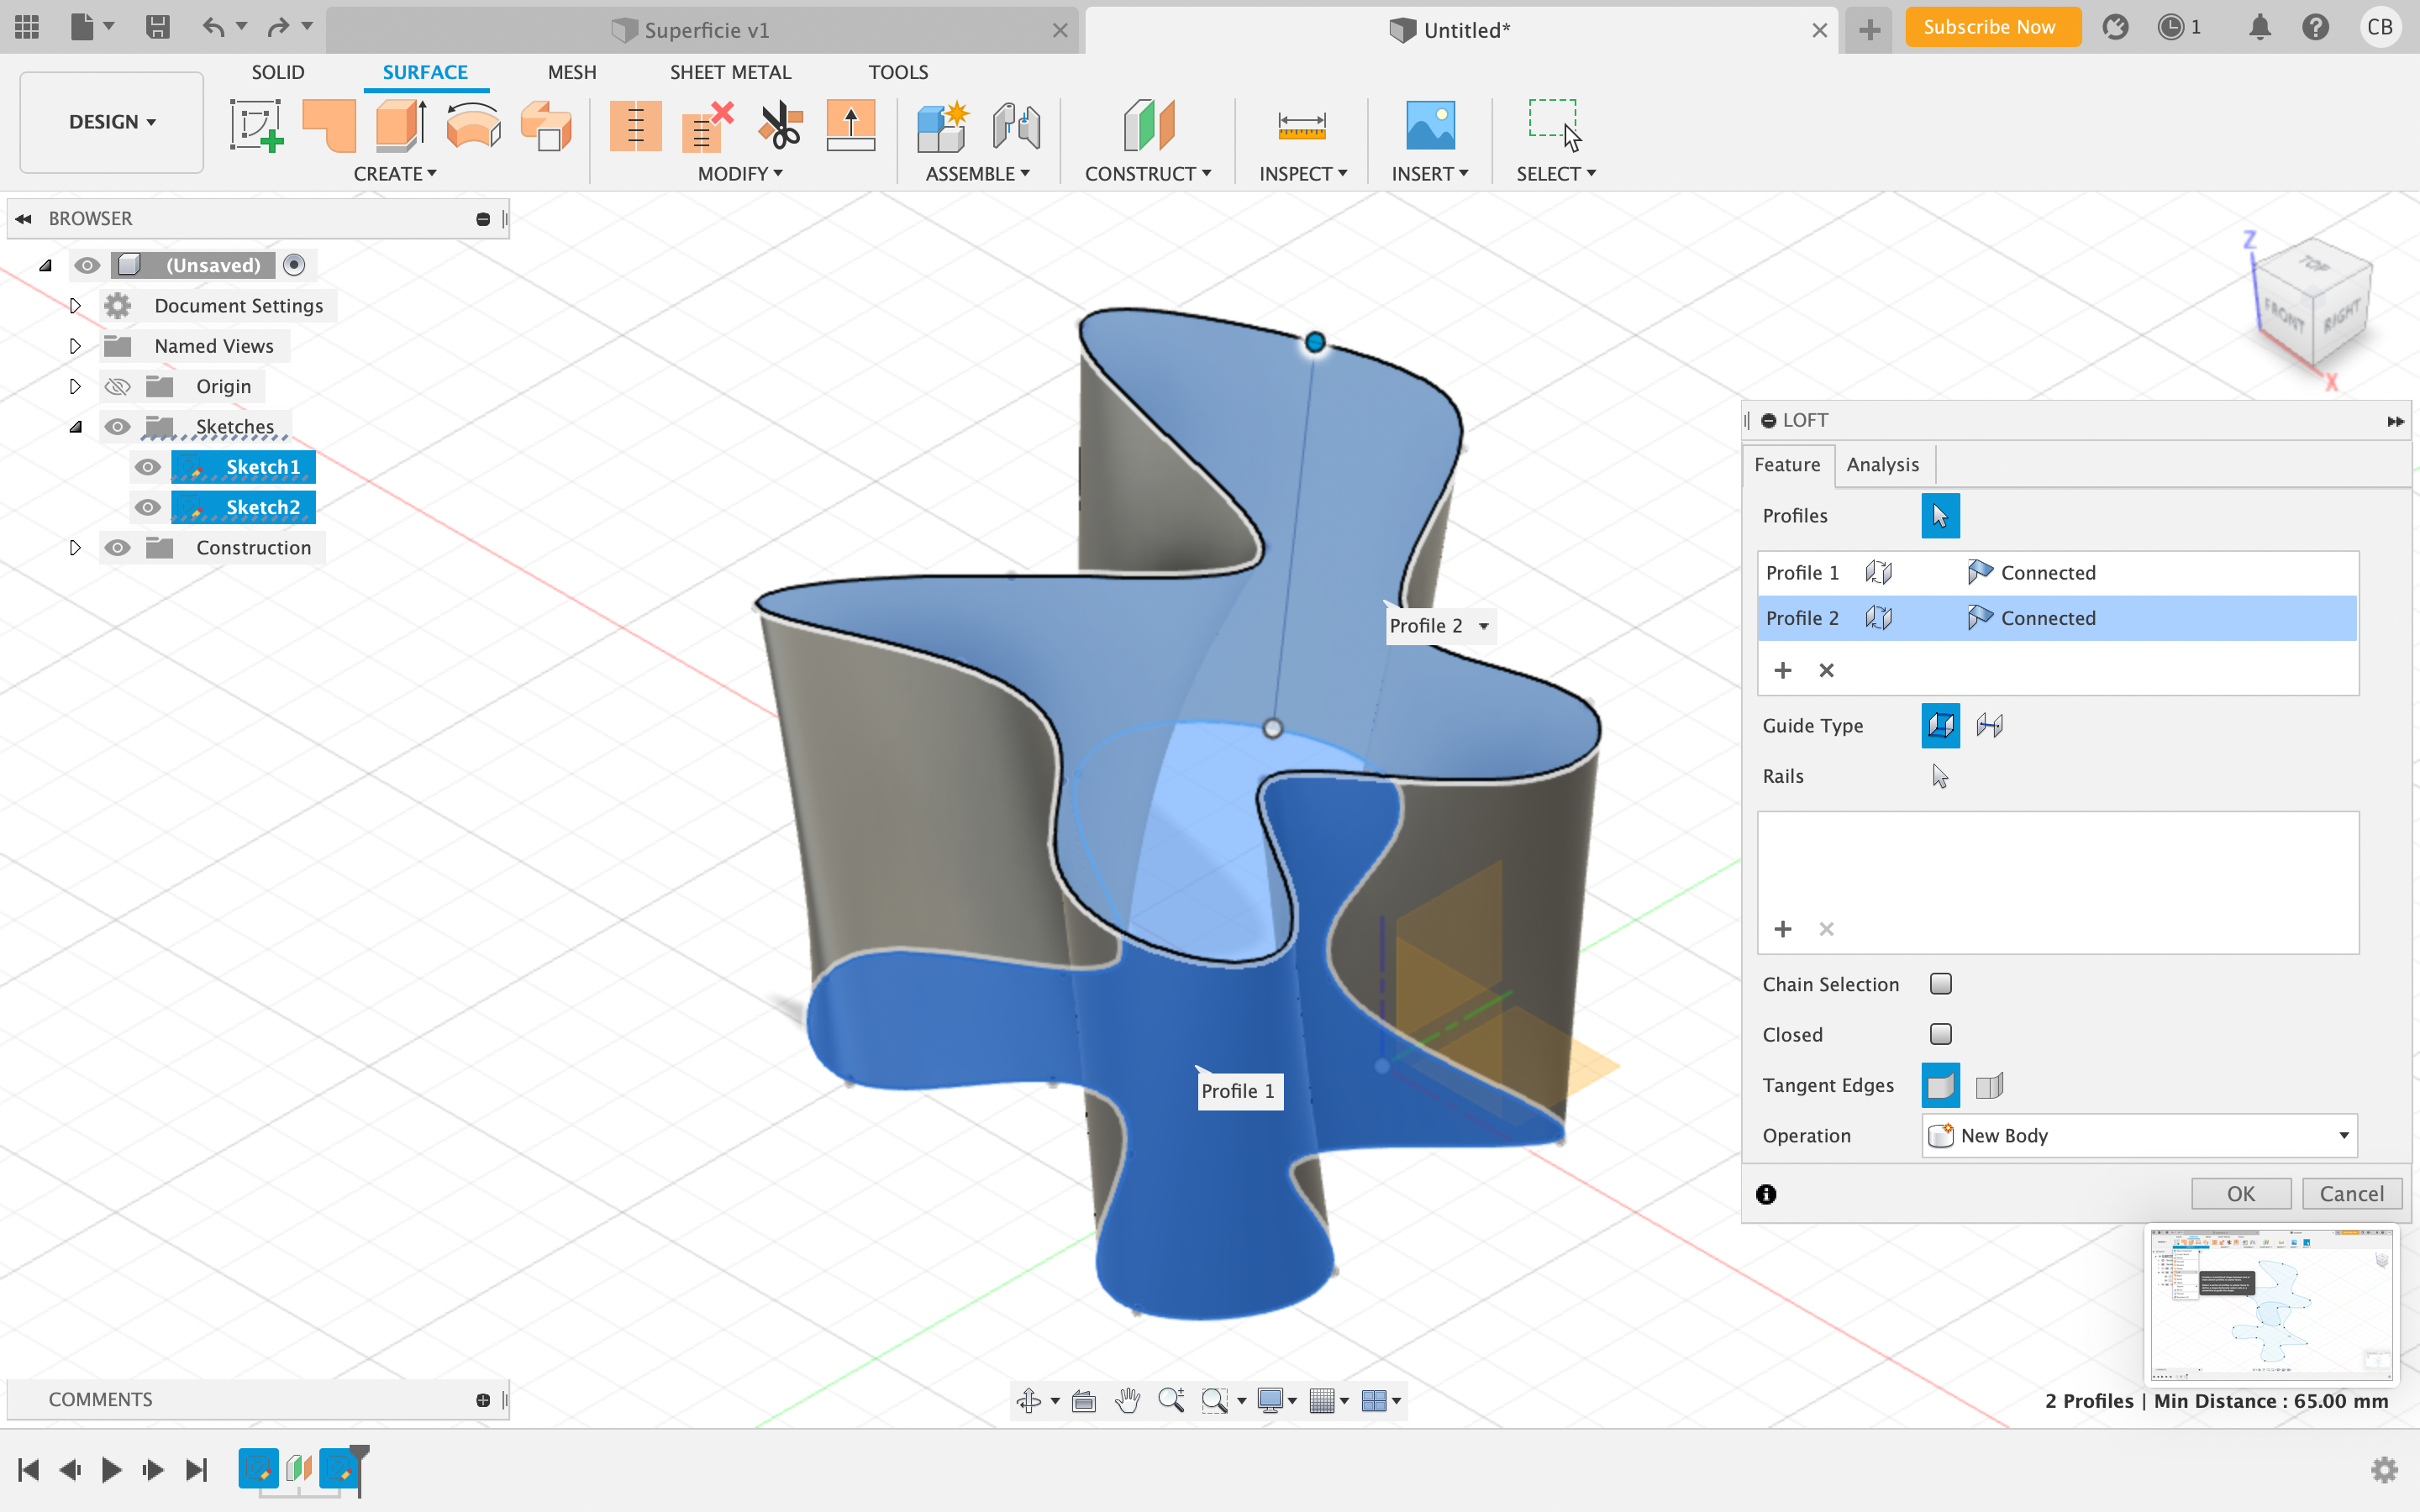 Superficie v1
Untitled*
Subscribe Now
1
CB
DESIGN
SOLID
SURFACE
MESH
SHEET METAL
TOOLS
CREATE
MODIFY
ASSEMBLE
CONSTRUCT
INSPECT
INSERT
SELECT
BROWSER
(Unsaved)
Document Settings
Named Views
Origin
Sketches
Sketch1
Sketch2
Construction
Z
TOP
FRONT
RIGHT
X
Profile 2
Profile 1
LOFT
Feature
Analysis
Profiles
Profile 1
Connected
Profile 2
Connected
Guide Type
Rails
Chain Selection
Closed
Tangent Edges
Operation
New Body
OK
Cancel
COMMENTS
2 Profiles | Min Distance : 65.00 mm